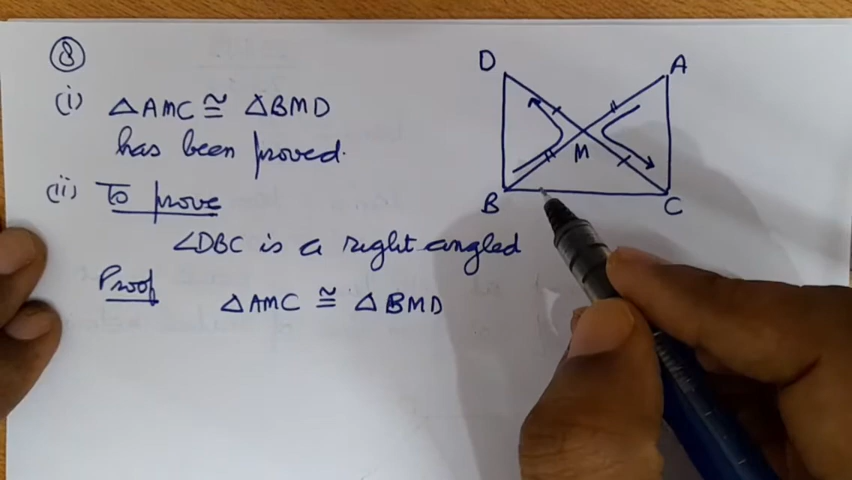 ⑧
(i) △AMC ≅ △BMD
has been proved.
(ii) To prove
∠DBC is a right angled
Proof △AMC ≅ △BMD
D A
M
B C